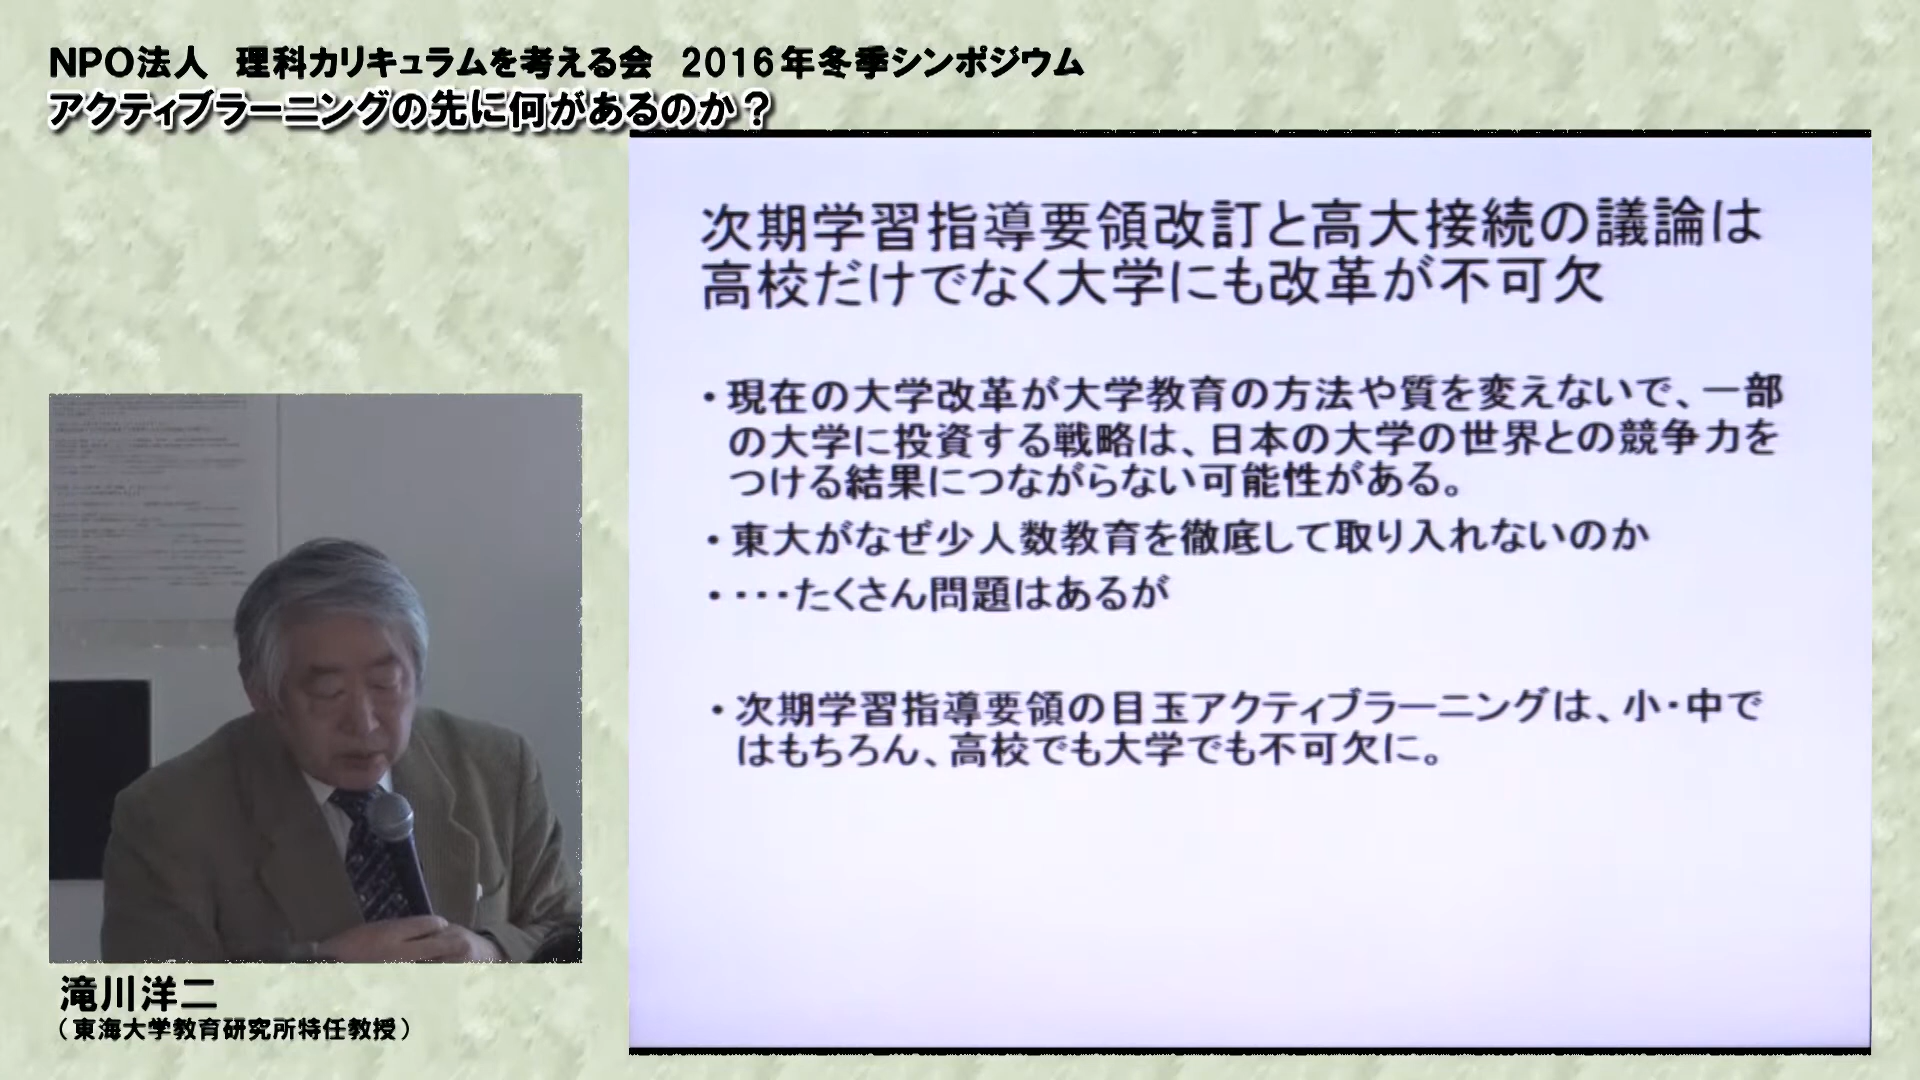 NPO法人　理科カリキュラムを考える会　2016年冬季シンポジウム
アクティブラーニングの先に何があるのか？
次期学習指導要領改訂と高大接続の議論は
高校だけでなく大学にも改革が不可欠
・現在の大学改革が大学教育の方法や質を変えないで、一部
の大学に投資する戦略は、日本の大学の世界との競争力を
つける結果につながらない可能性がある。
・東大がなぜ少人数教育を徹底して取り入れないのか
・・・・たくさん問題はあるが
・次期学習指導要領の目玉アクティブラーニングは、小・中で
はもちろん、高校でも大学でも不可欠に。
滝川洋二
（東海大学教育研究所特任教授）